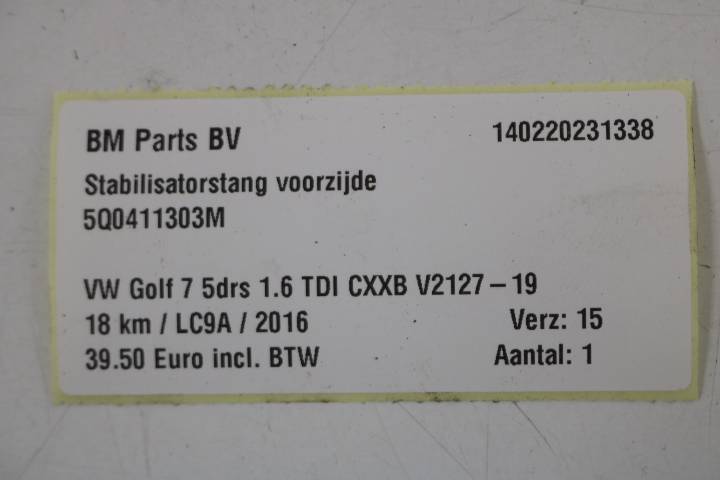 BM Parts BV 140220231338
Stabilisatorstang voorzijde
5Q0411303M
VW Golf 7 5drs 1.6 TDI CXXB V2127 – 19
18 km / LC9A / 2016 Verz: 15
39.50 Euro incl. BTW Aantal: 1